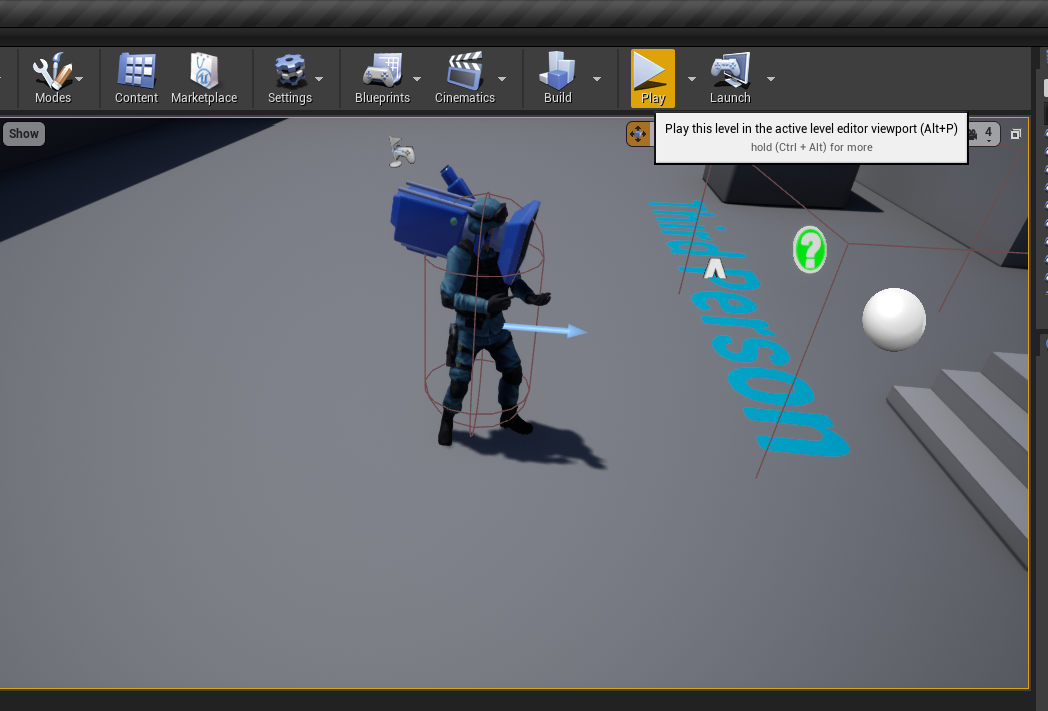 Modes
Content
Marketplace
Settings
Blueprints
Cinematics
Build
Play
Launch
Show
Play this level in the active level editor viewport (Alt+P)
4
hold (Ctrl + Alt) for more
person